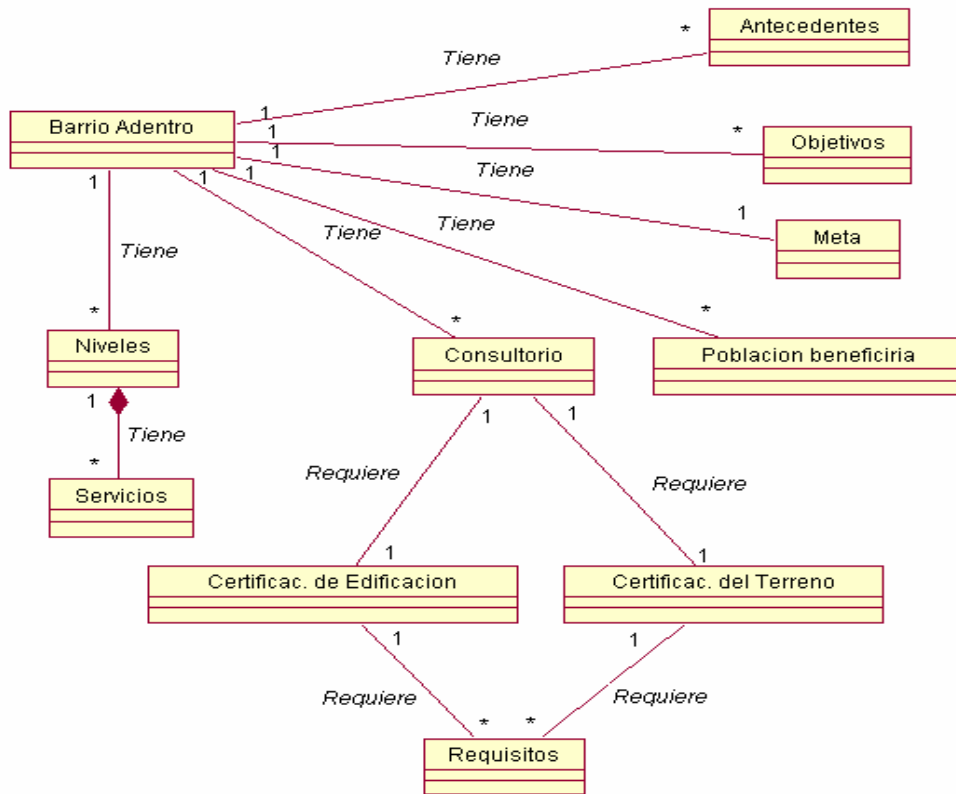 Antecedentes
*
Tiene
1
Barrio Adentro
Tiene
1
*
Objetivos
1
Tiene
1
Meta
1
1
1
Tiene
Tiene
Tiene
*
*
*
Niveles
Consultorio
Poblacion beneficiria
1
Tiene
1
1
*
Servicios
Requiere
Requiere
1
1
Certificac. de Edificacion
Certificac. del Terreno
1
1
Requiere
Requiere
*
*
Requisitos